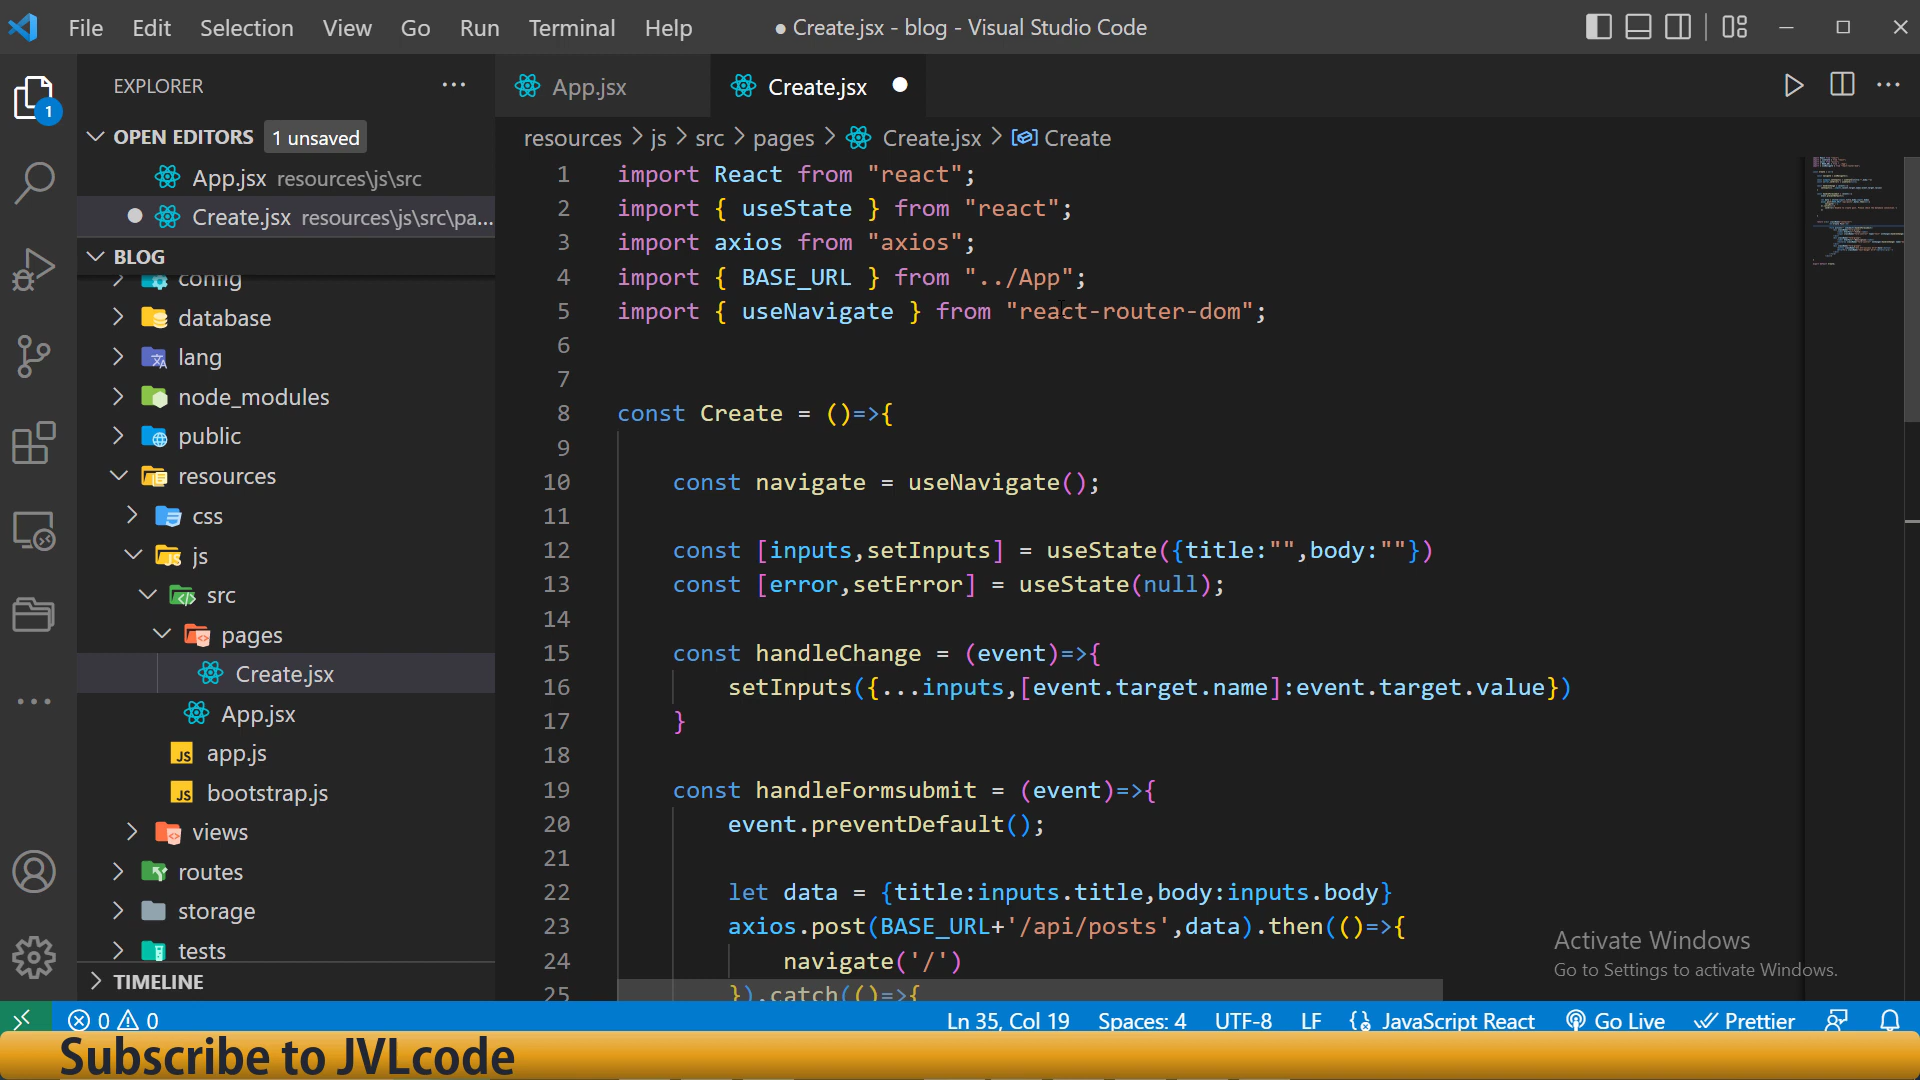 File Edit Selection View Go Run Terminal Help
● Create.jsx - blog - Visual Studio Code
1
EXPLORER
OPEN EDITORS 1 unsaved
App.jsx resources\js\src
Create.jsx resources\js\src\pa...
BLOG
config
database
lang
node_modules
public
resources
css
js
src
pages
Create.jsx
App.jsx
app.js
bootstrap.js
views
routes
storage
tests
TIMELINE
App.jsx
Create.jsx
resources > js > src > pages > Create.jsx > Create
1 import React from "react";
2 import { useState } from "react";
3 import axios from "axios";
4 import { BASE_URL } from "../App";
5 import { useNavigate } from "react-router-dom";
6
7
8 const Create = ()=>{
9
10 const navigate = useNavigate();
11
12 const [inputs,setInputs] = useState({title:"",body:""})
13 const [error,setError] = useState(null);
14
15 const handleChange = (event)=>{
16 setInputs({...inputs,[event.target.name]:event.target.value})
17 }
18
19 const handleFormsubmit = (event)=>{
20 event.preventDefault();
21
22 let data = {title:inputs.title,body:inputs.body}
23 axios.post(BASE_URL+'/api/posts',data).then(()=>{
24 navigate('/')
25 }).catch(()=>{
Activate Windows
Go to Settings to activate Windows.
0 0
Ln 35, Col 19 Spaces: 4 UTF-8 LF JavaScript React Go Live Prettier
Subscribe to JVLcode